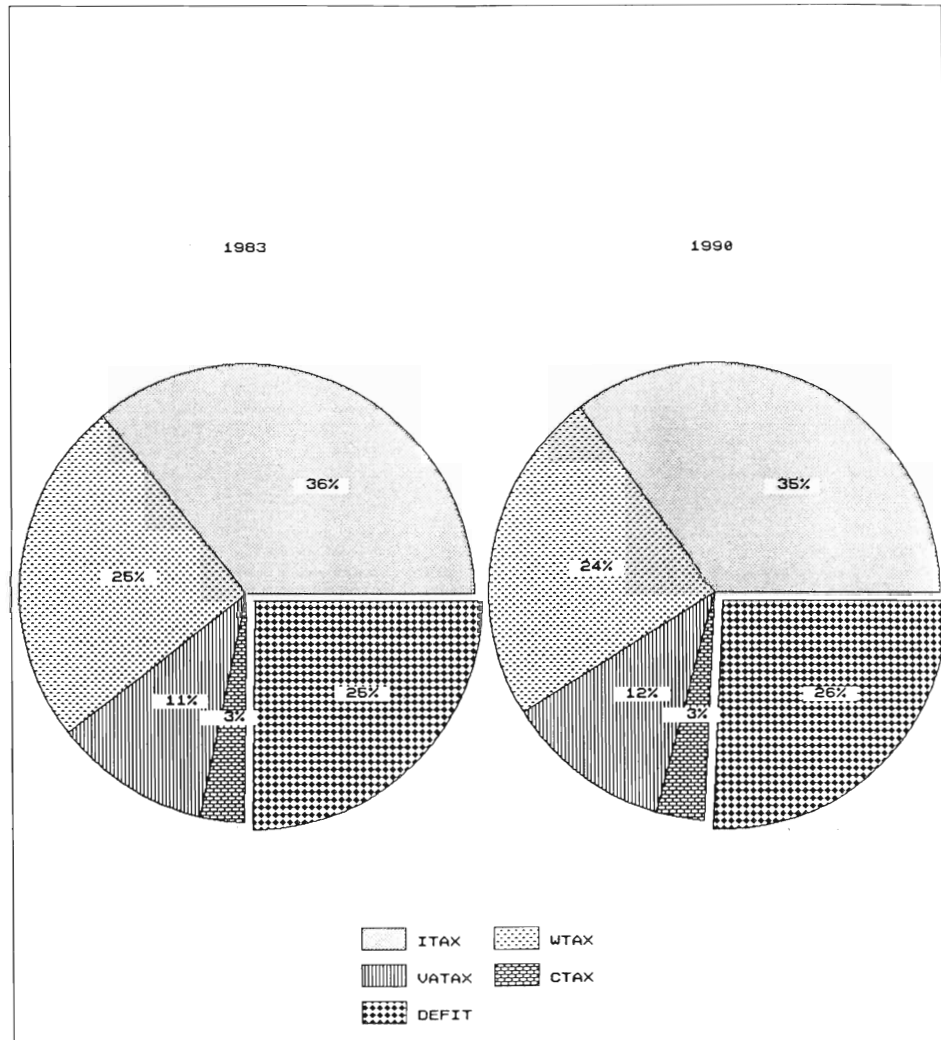 1983 1990
36% 35%
25% 24%
11% 3% 26% 12% 3% 26%
ITAX WTAX
VATAX CTAX
DEFIT